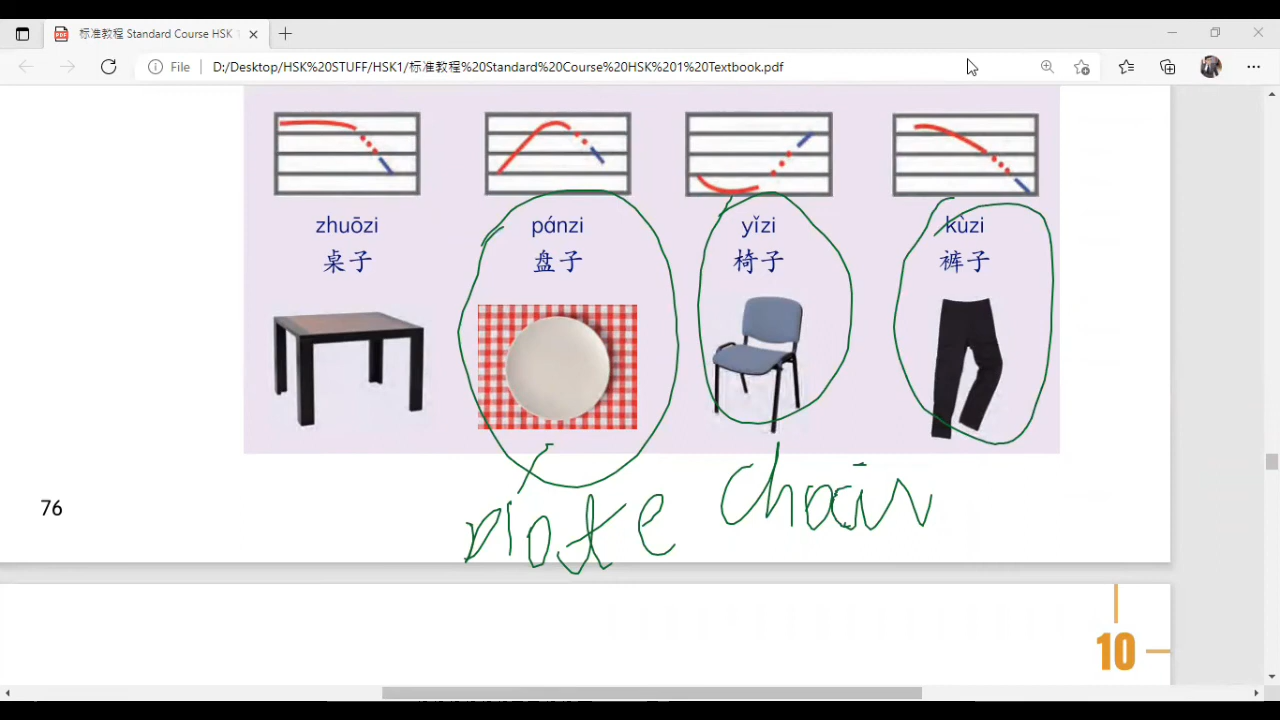 标准教程 Standard Course HSK 1
File D:/Desktop/HSK%20STUFF/HSK1/标准教程%20Standard%20Course%20HSK%201%20Textbook.pdf
zhuōzi pánzi yǐzi kùzi
桌子 盘子 椅子 裤子
plate chair
76
10